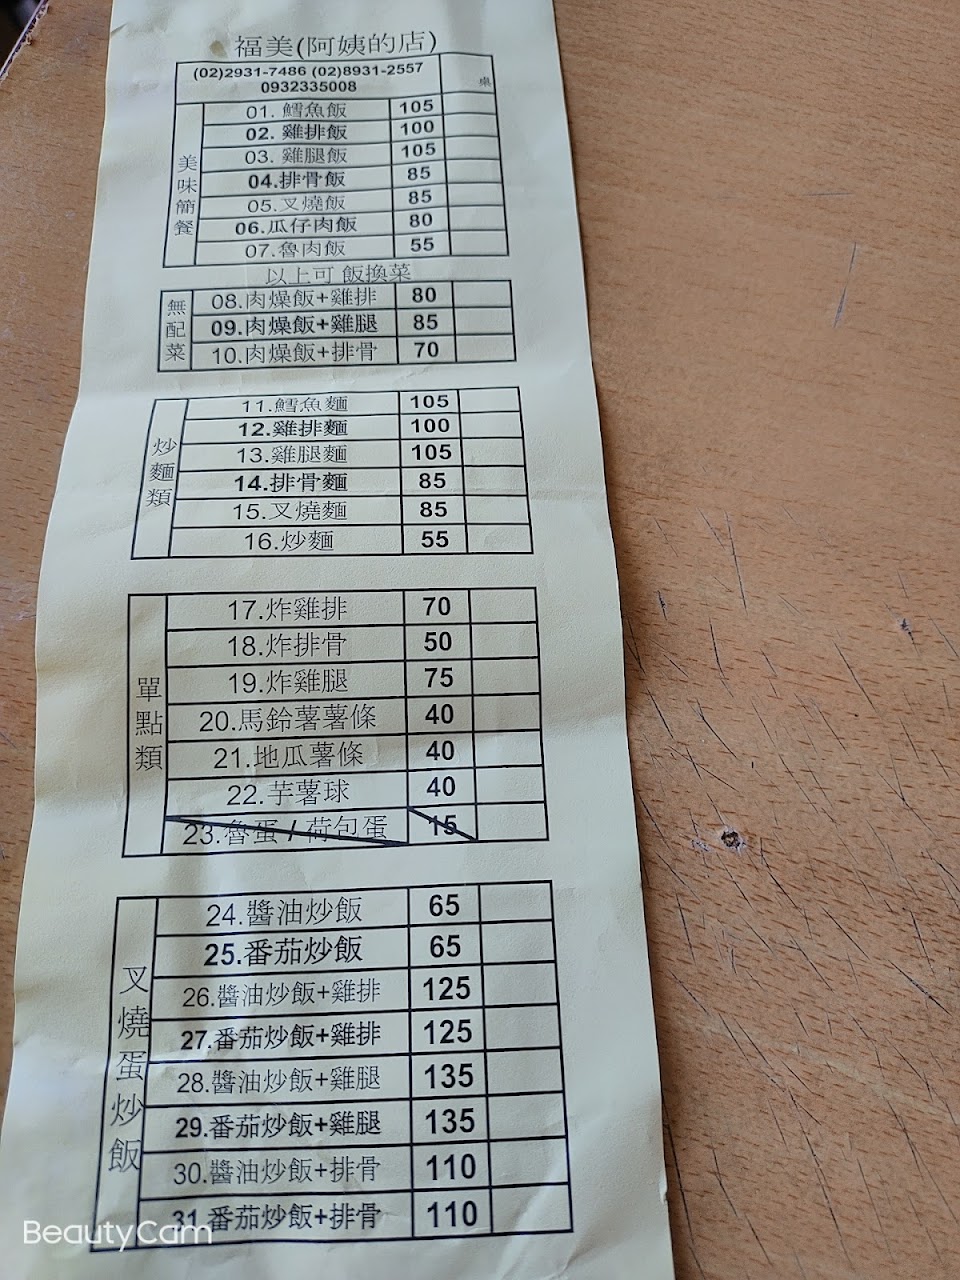 福美(阿姨的店)
(02)2931-7486 (02)8931-2557
0932335008
桌
美味簡餐
01. 鱈魚飯 105
02. 雞排飯 100
03. 雞腿飯 105
04.排骨飯 85
05.叉燒飯 85
06.瓜仔肉飯 80
07.魯肉飯 55
以上可 飯換菜
無配菜
08.肉燥飯+雞排 80
09.肉燥飯+雞腿 85
10.肉燥飯+排骨 70
炒麵類
11.鱈魚麵 105
12.雞排麵 100
13.雞腿麵 105
14.排骨麵 85
15.叉燒麵 85
16.炒麵 55
單點類
17.炸雞排 70
18.炸排骨 50
19.炸雞腿 75
20.馬鈴薯薯條 40
21.地瓜薯條 40
22.芋薯球 40
23.魯蛋 / 荷包蛋 15
叉燒蛋炒飯
24.醬油炒飯 65
25.番茄炒飯 65
26.醬油炒飯+雞排 125
27.番茄炒飯+雞排 125
28.醬油炒飯+雞腿 135
29.番茄炒飯+雞腿 135
30.醬油炒飯+排骨 110
31.番茄炒飯+排骨 110
BeautyCam